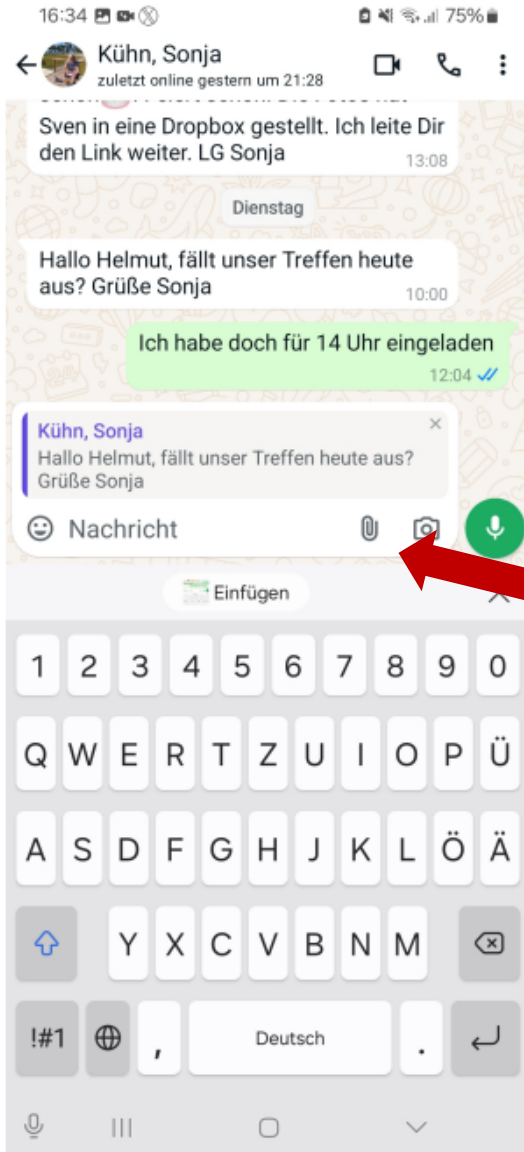 16:34
75%
Kühn, Sonja
zuletzt online gestern um 21:28
Sven in eine Dropbox gestellt. Ich leite Dir
den Link weiter. LG Sonja
13:08
Dienstag
Hallo Helmut, fällt unser Treffen heute
aus? Grüße Sonja
10:00
Ich habe doch für 14 Uhr eingeladen
12:04
Kühn, Sonja
Hallo Helmut, fällt unser Treffen heute aus?
Grüße Sonja
Nachricht
Einfügen
1 2 3 4 5 6 7 8 9 0
Q W E R T Z U I O P Ü
A S D F G H J K L Ö Ä
Y X C V B N M
!#1 , Deutsch .